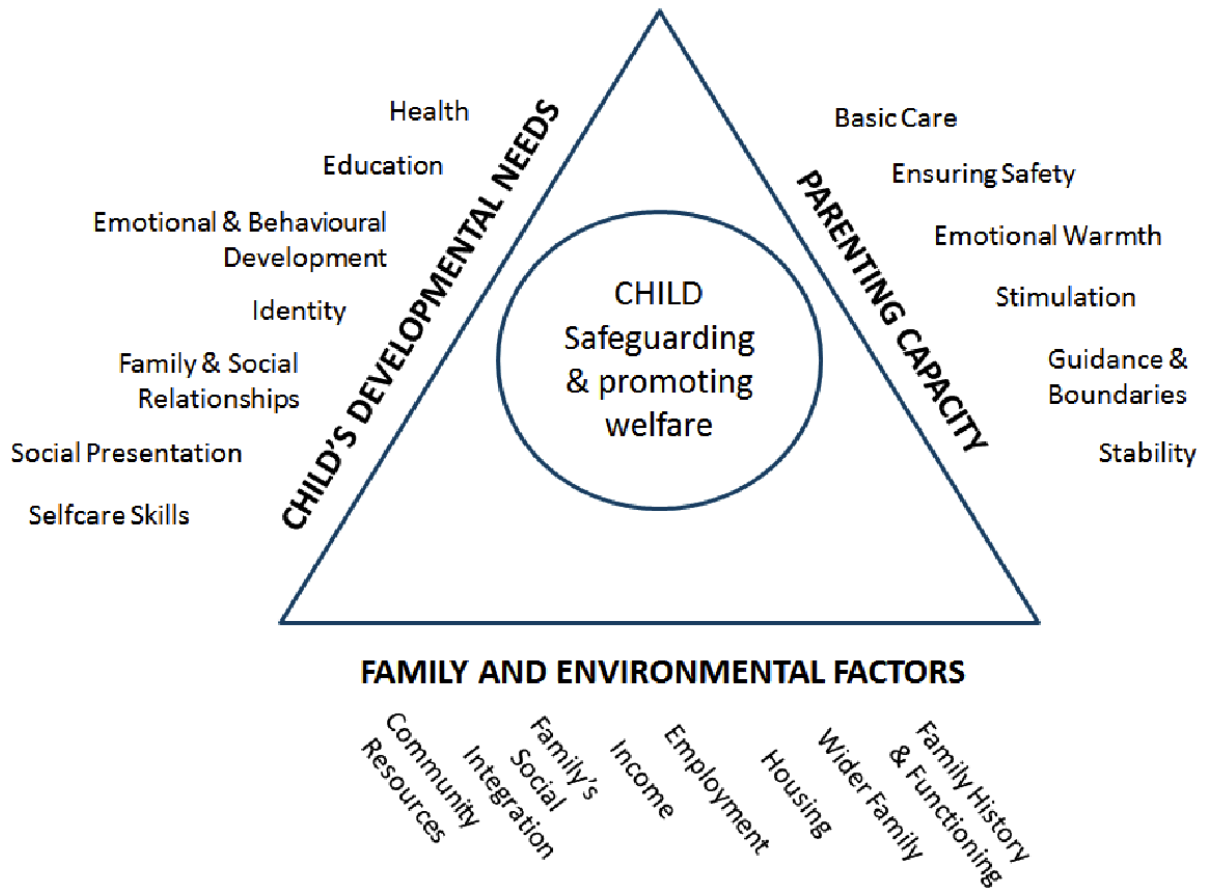 Health
Education
Emotional & Behavioural
Development
Identity
Family & Social
Relationships
Social Presentation
Selfcare Skills
CHILD'S DEVELOPMENTAL NEEDS
CHILD
Safeguarding
& promoting
welfare
PARENTING CAPACITY
Basic Care
Ensuring Safety
Emotional Warmth
Stimulation
Guidance &
Boundaries
Stability
FAMILY AND ENVIRONMENTAL FACTORS
Community
Resources
Family's
Social
Integration
Income
Employment
Housing
Wider Family
Family History
& Functioning